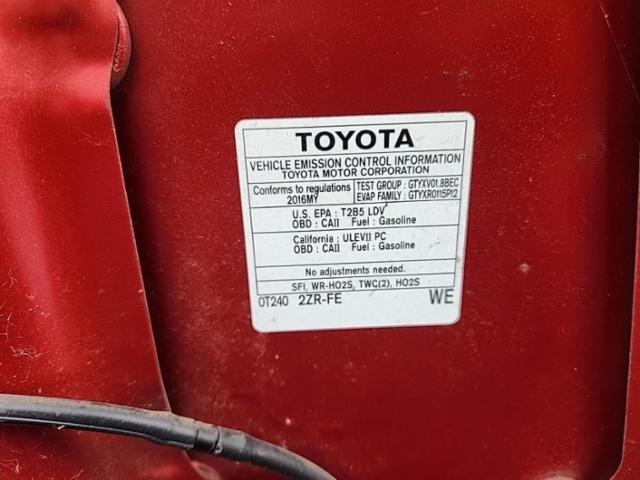 TOYOTA
VEHICLE EMISSION CONTROL INFORMATION
TOYOTA MOTOR CORPORATION
Conforms to regulations
2016MY
TEST GROUP : GTYXV01.8BEC
EVAP FAMILY : GTYXR0115P12
U.S. EPA : T2B5 LDV
OBD : CAII Fuel : Gasoline
California : ULEVII PC
OBD : CAII Fuel : Gasoline
No adjustments needed.
SFI, WR-HO2S, TWC(2), HO2S
0T240 2ZR-FE WE